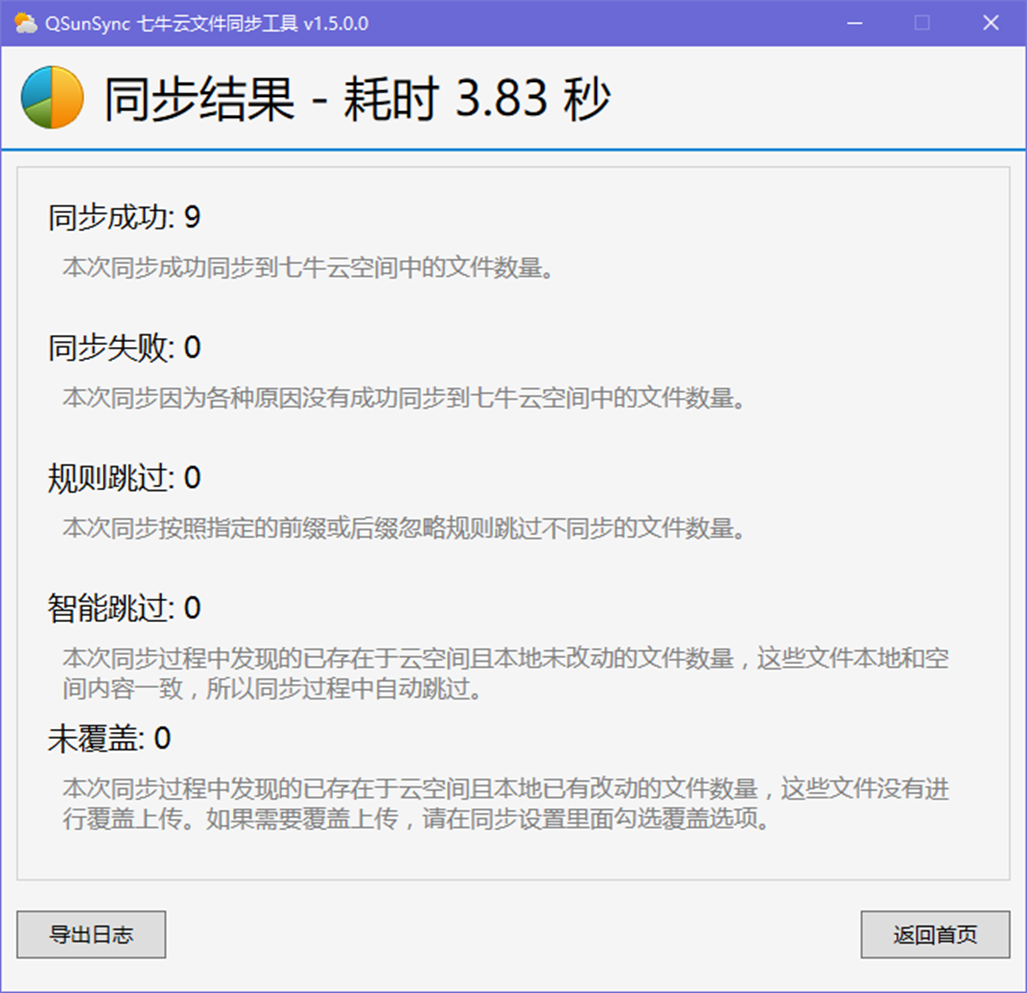 QSunSync 七牛云文件同步工具 v1.5.0.0
同步结果 - 耗时 3.83 秒
同步成功: 9
本次同步成功同步到七牛云空间中的文件数量。
同步失败: 0
本次同步因为各种原因没有成功同步到七牛云空间中的文件数量。
规则跳过: 0
本次同步按照指定的前缀或后缀忽略规则跳过不同步的文件数量。
智能跳过: 0
本次同步过程中发现的已存在于云空间且本地未改动的文件数量，这些文件本地和空
间内容一致，所以同步过程中自动跳过。
未覆盖: 0
本次同步过程中发现的已存在于云空间且本地已有改动的文件数量，这些文件没有进
行覆盖上传。如果需要覆盖上传，请在同步设置里面勾选覆盖选项。
导出日志
返回首页